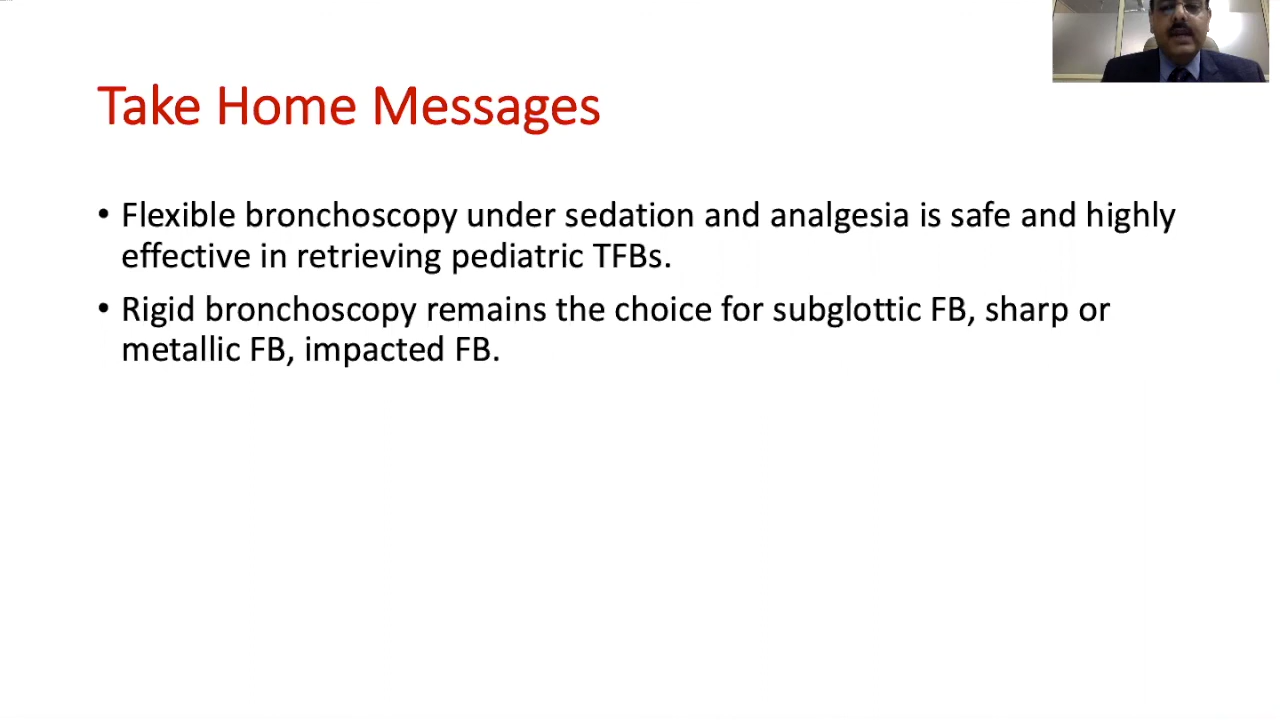 Take Home Messages
• Flexible bronchoscopy under sedation and analgesia is safe and highly
effective in retrieving pediatric TFBs.
• Rigid bronchoscopy remains the choice for subglottic FB, sharp or
metallic FB, impacted FB.